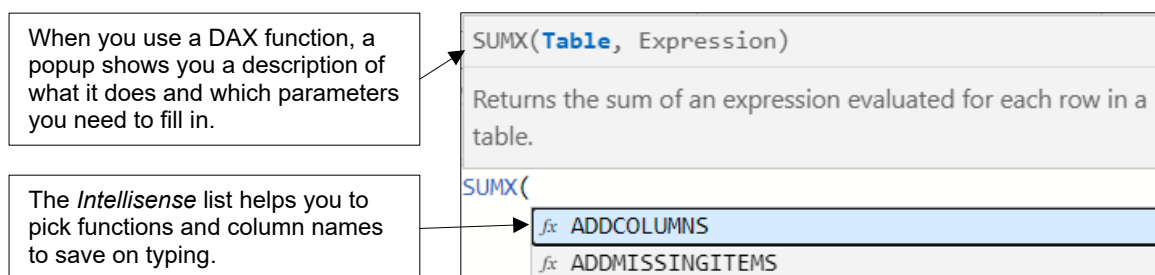 When you use a DAX function, a
popup shows you a description of
what it does and which parameters
you need to fill in.
SUMX(Table, Expression)
Returns the sum of an expression evaluated for each row in a
table.
The Intellisense list helps you to
pick functions and column names
to save on typing.
SUMX(
fx ADDCOLUMNS
fx ADDMISSINGITEMS